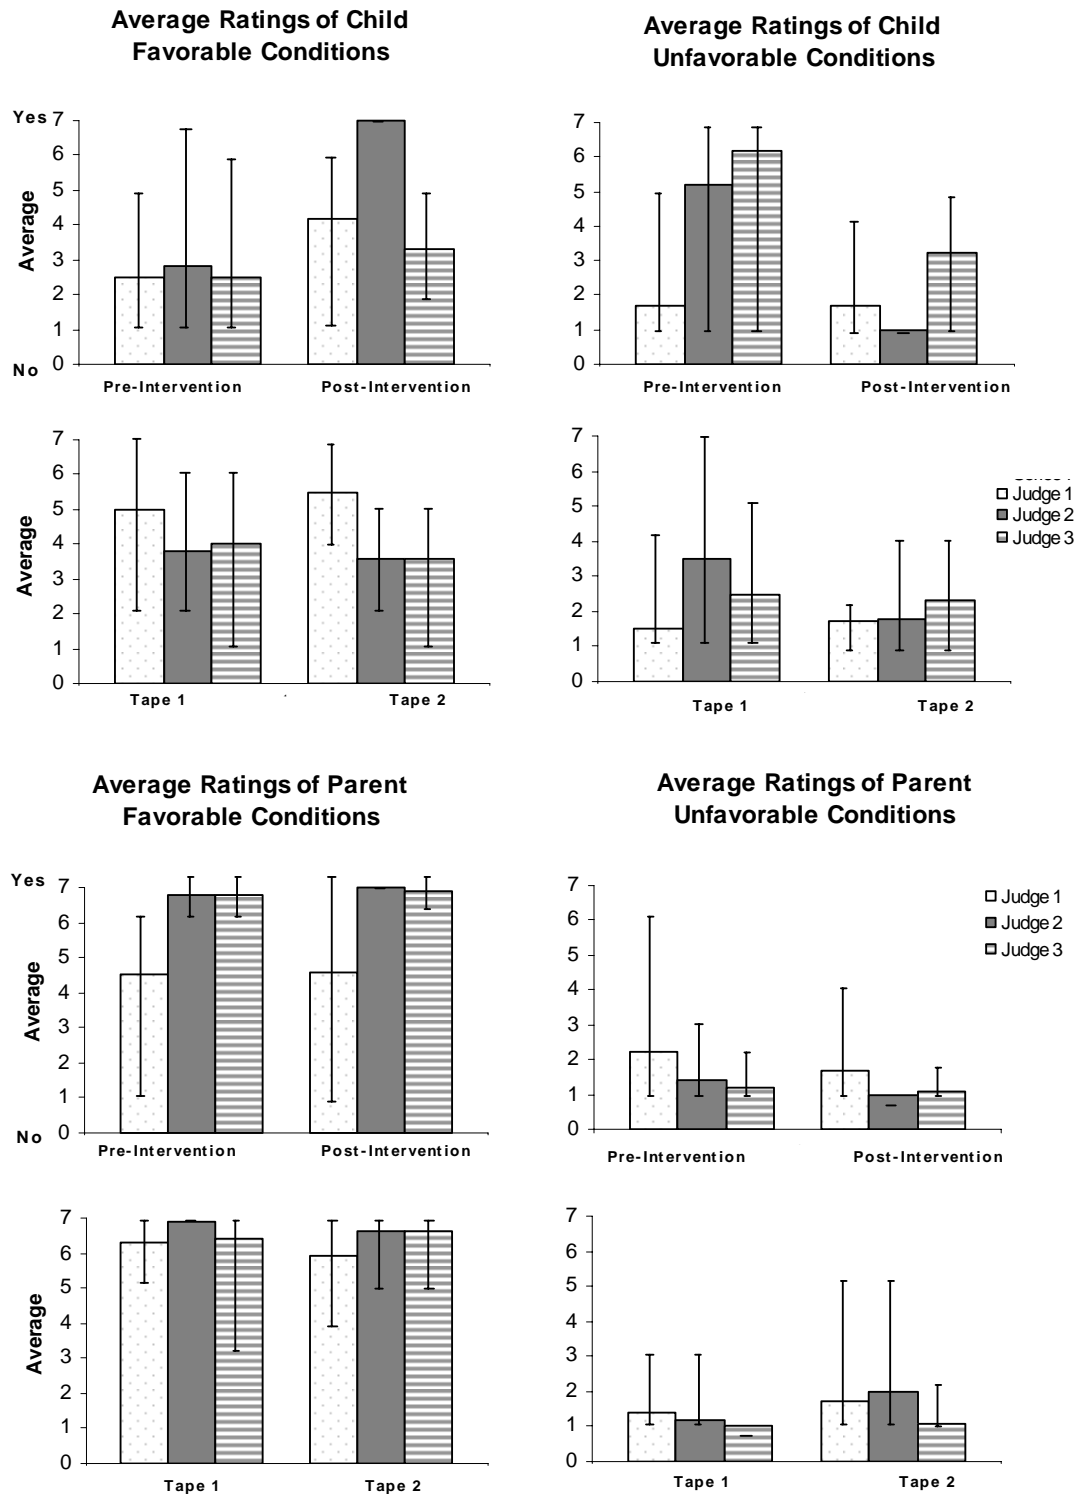 Average Ratings of Child
Favorable Conditions
Average Ratings of Child
Unfavorable Conditions
Yes 7
6
5
4
3
2
1
0
No
Average
Pre-Intervention
Post-Intervention
7
6
5
4
3
2
1
0
Pre-Intervention
Post-Intervention
7
6
5
4
3
2
1
0
Average
Tape 1
Tape 2
7
6
5
4
3
2
1
0
Tape 1
Tape 2
Judge 1
Judge 2
Judge 3
Average Ratings of Parent
Favorable Conditions
Average Ratings of Parent
Unfavorable Conditions
Yes
7
6
5
4
3
2
1
0
No
Average
Pre-Intervention
Post-Intervention
7
6
5
4
3
2
1
0
Pre-Intervention
Post-Intervention
Judge 1
Judge 2
Judge 3
7
6
5
4
3
2
1
0
Average
Tape 1
Tape 2
7
6
5
4
3
2
1
0
Tape 1
Tape 2